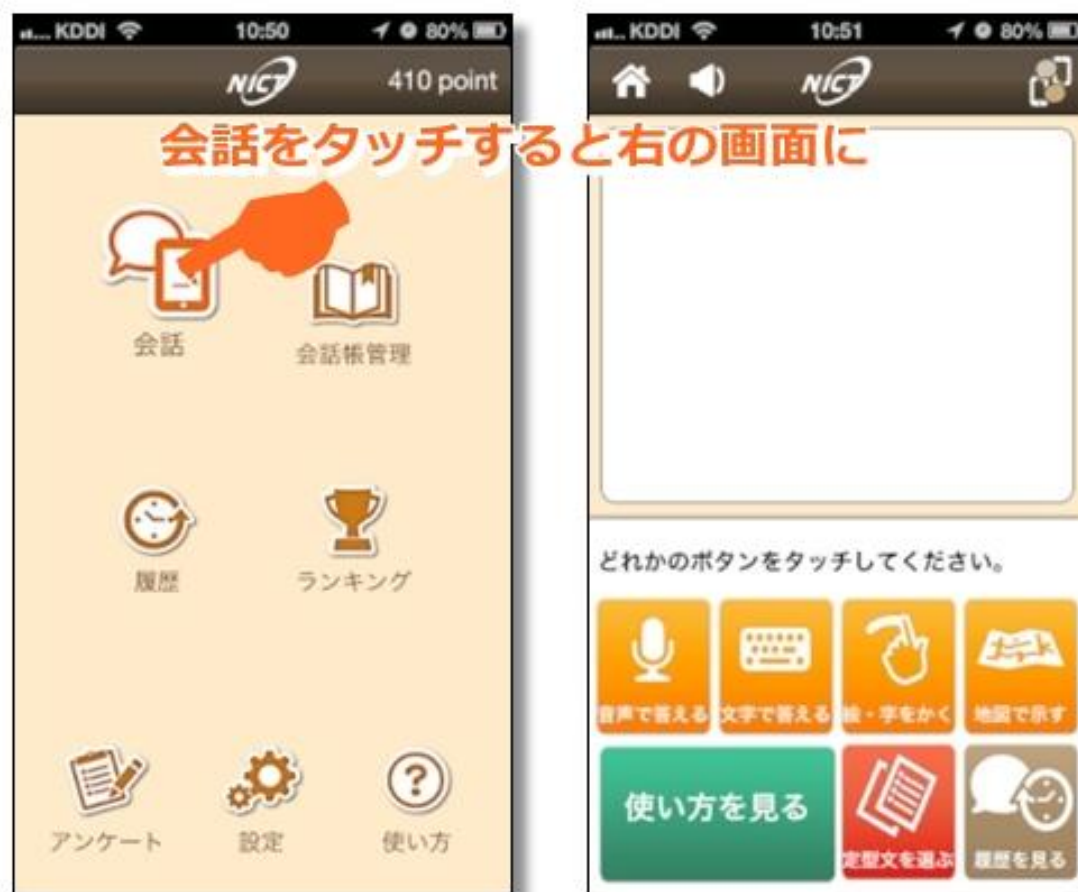 KDDI 10:50 80%
NICT 410 point
会話をタッチすると右の画面に
会話
会話帳管理
履歴
ランキング
アンケート
設定
使い方
KDDI 10:51 80%
NICT
どれかのボタンをタッチしてください。
音声で答える
文字で答える
絵・字をかく
地図で示す
使い方を見る
定型文を選ぶ
履歴を見る